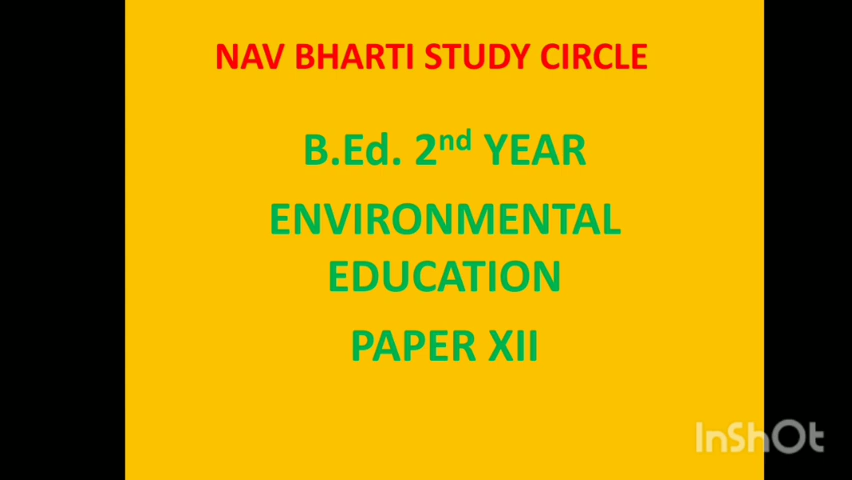 NAV BHARTI STUDY CIRCLE
B.Ed. 2nd YEAR
ENVIRONMENTAL
EDUCATION
PAPER XII
InShOt